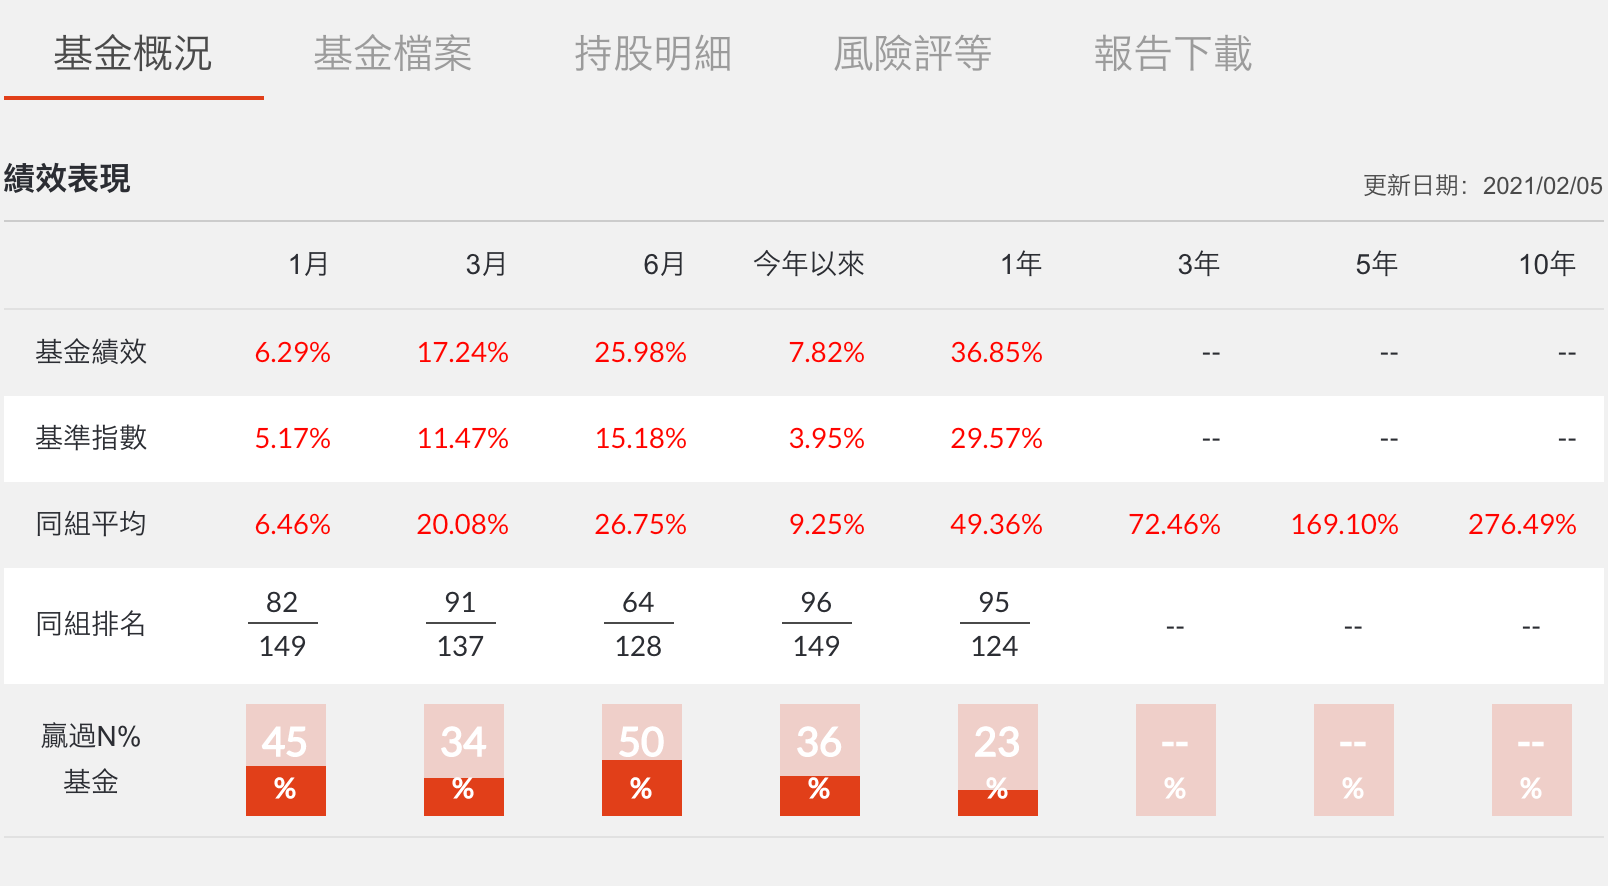 基金概況 基金檔案 持股明細 風險評等 報告下載
績效表現 更新日期：2021/02/05
1月 3月 6月 今年以來 1年 3年 5年 10年
基金績效 6.29% 17.24% 25.98% 7.82% 36.85% -- -- --
基準指數 5.17% 11.47% 15.18% 3.95% 29.57% -- -- --
同組平均 6.46% 20.08% 26.75% 9.25% 49.36% 72.46% 169.10% 276.49%
82 91 64 96 95
同組排名 -- -- --
149 137 128 149 124
贏過N% 45 34 50 36 23 -- -- --
基金 % % % % % % % %